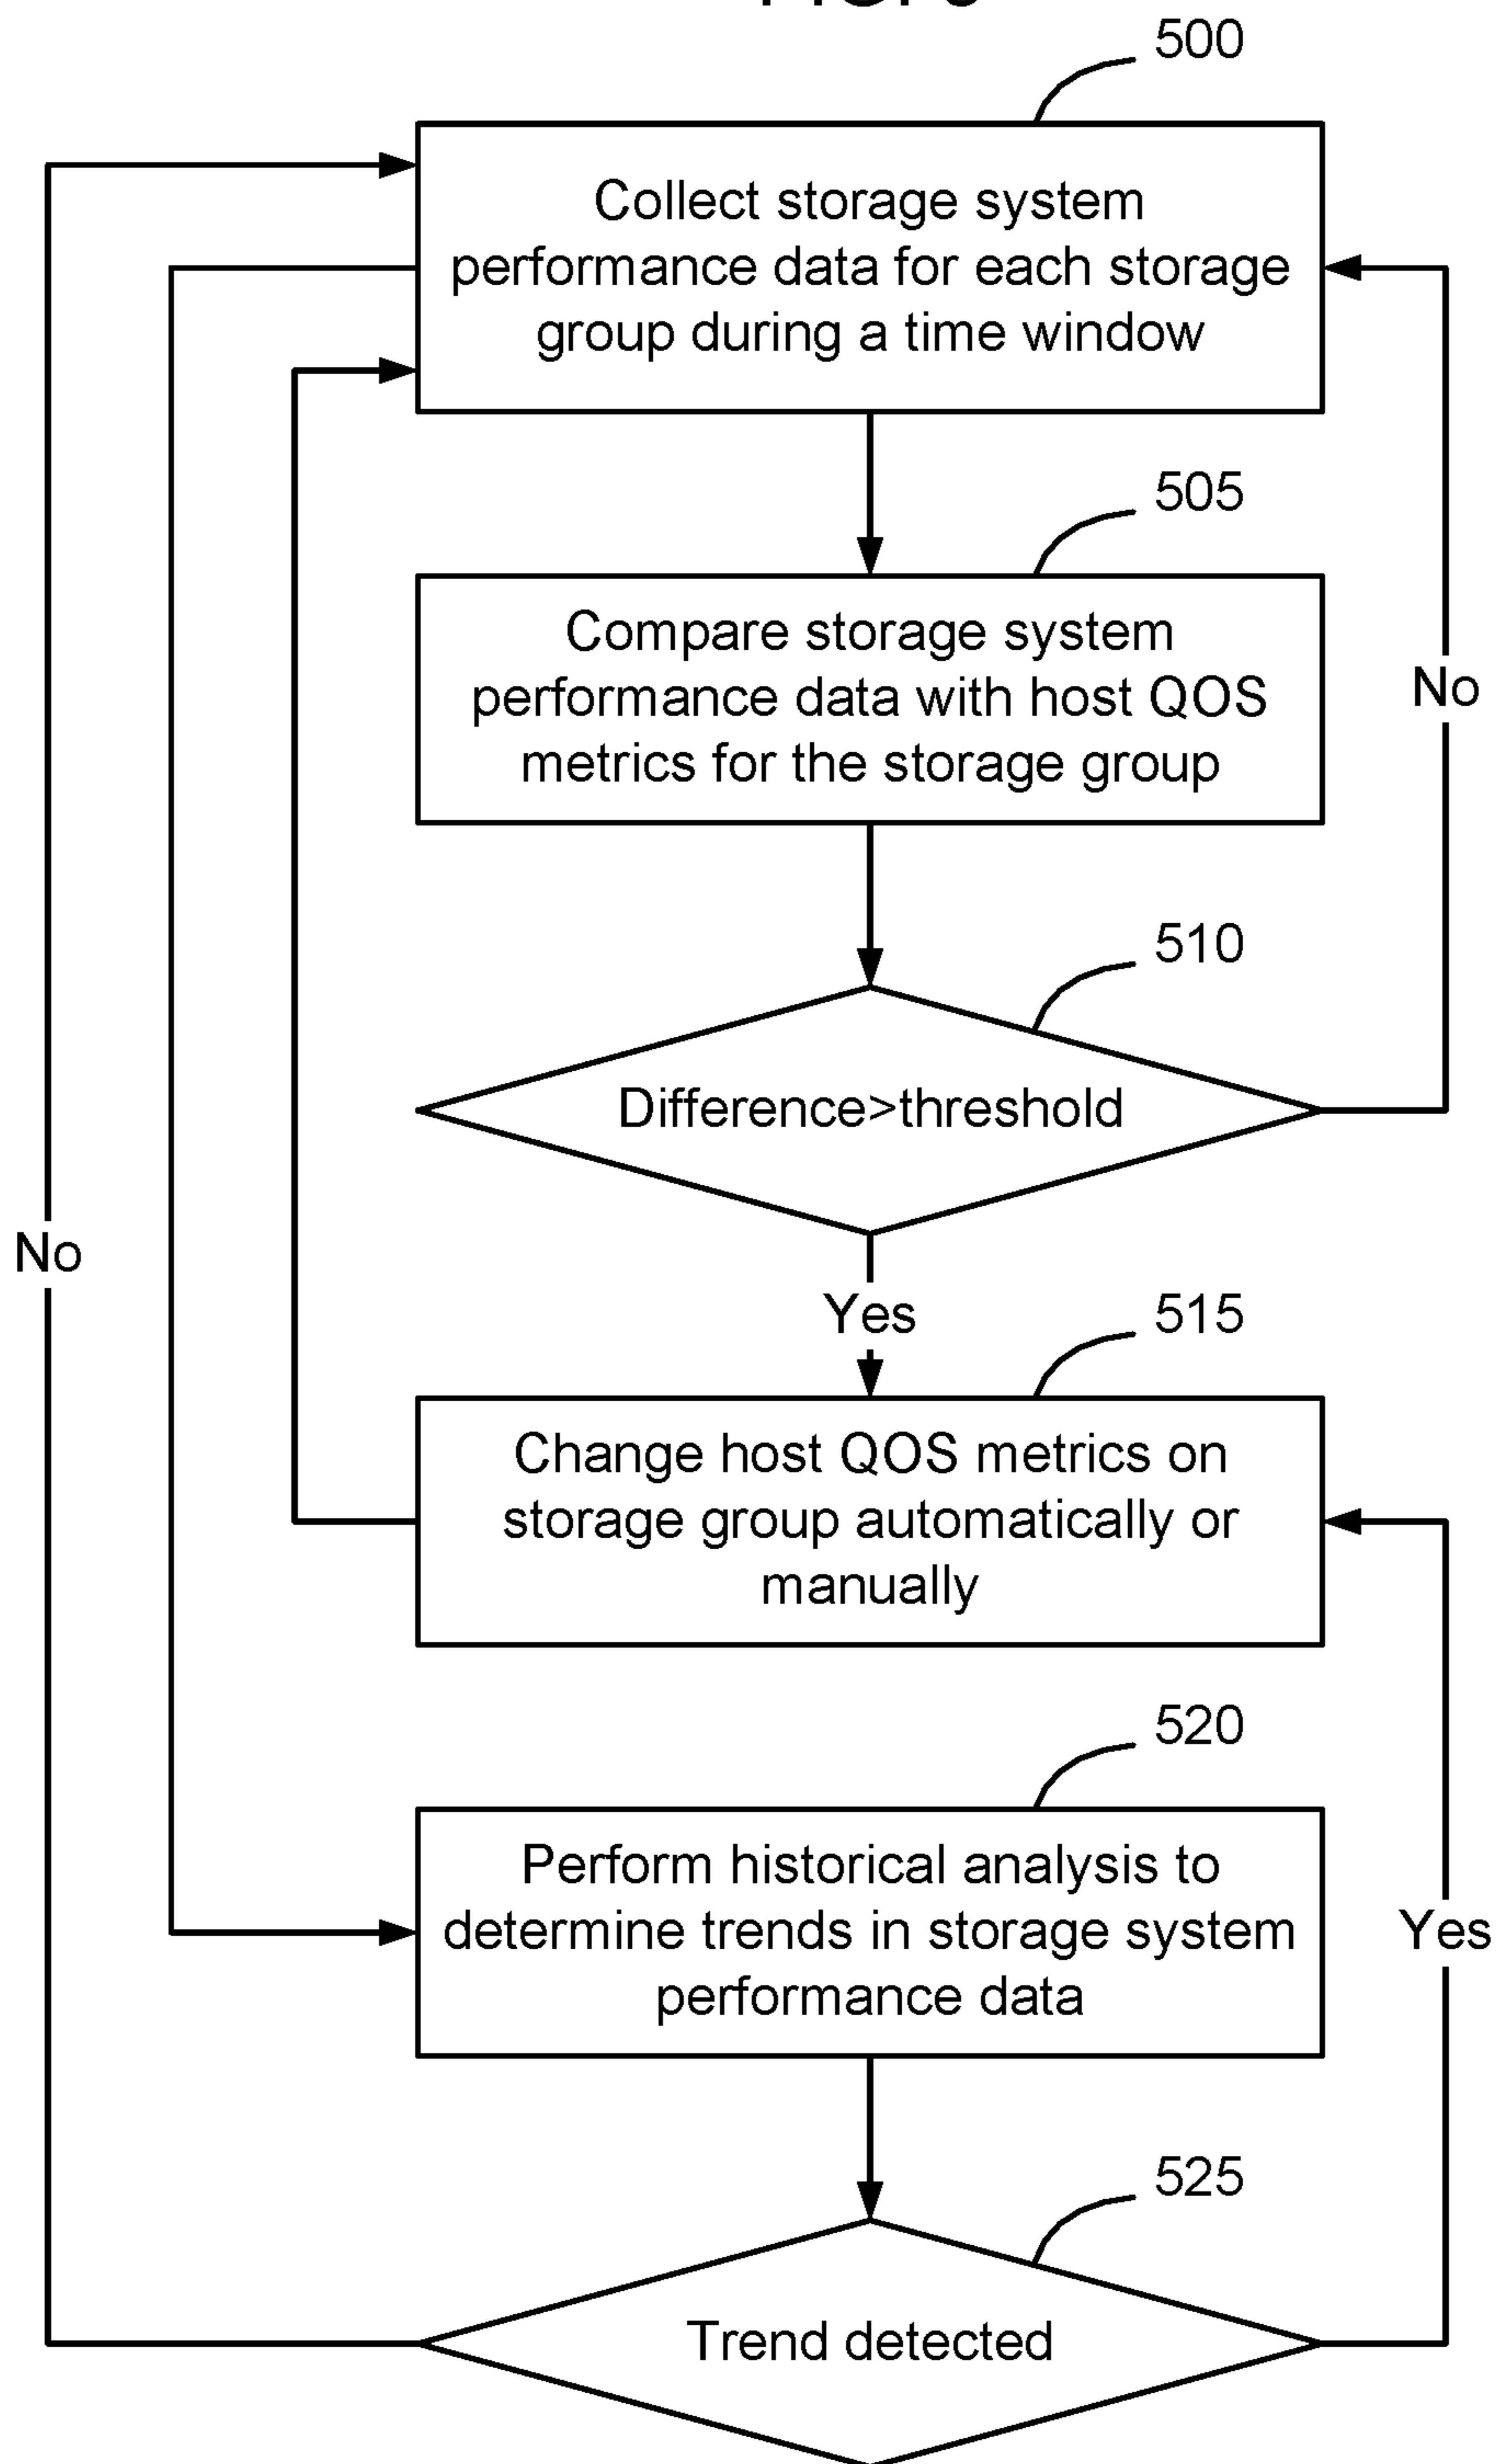 500
Collect storage system
performance data for each storage
group during a time window
505
Compare storage system
performance data with host QOS
metrics for the storage group
No
510
Difference>threshold
No
Yes
515
Change host QOS metrics on
storage group automatically or
manually
520
Perform historical analysis to
determine trends in storage system
performance data
Yes
525
Trend detected